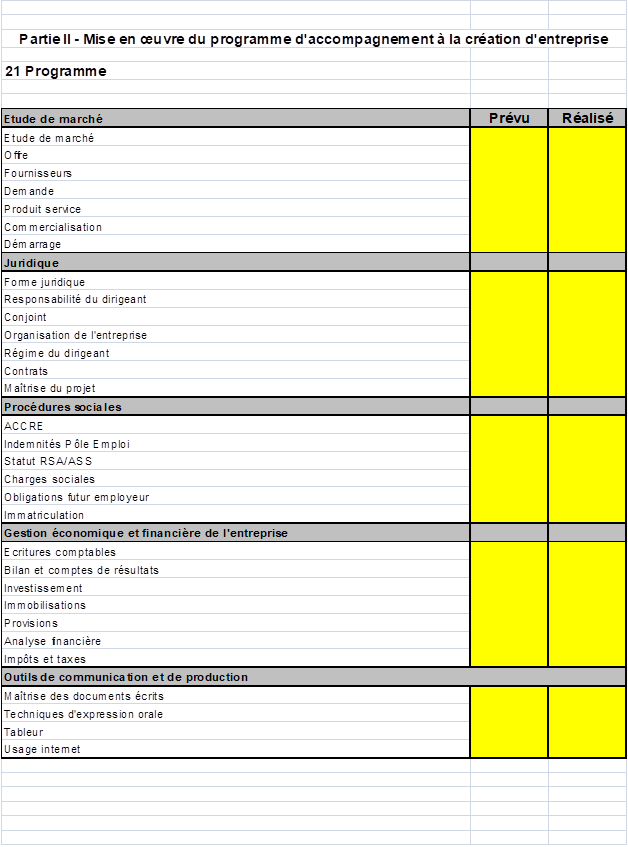 Partie II - Mise en œuvre du programme d'accompagnement à la création d'entreprise
21 Programme
Etude de marché Prévu Réalisé
Etude de marché
Offre
Fournisseurs
Demande
Produit service
Commercialisation
Démarrage
Juridique
Forme juridique
Responsabilité du dirigeant
Conjoint
Organisation de l'entreprise
Régime du dirigeant
Contrats
Maîtrise du projet
Procédures sociales
ACCRE
Indemnités Pôle Emploi
Statut RSA/ASS
Charges sociales
Obligations futur employeur
Immatriculation
Gestion économique et financière de l'entreprise
Ecritures comptables
Bilan et comptes de résultats
Investissement
Immobilisations
Provisions
Analyse financière
Impôts et taxes
Outils de communication et de production
Maîtrise des documents écrits
Techniques d'expression orale
Tableur
Usage internet